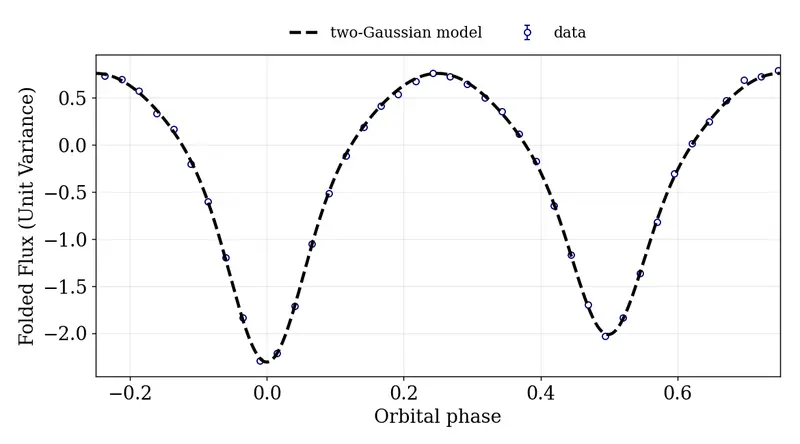 two-Gaussian model data
Folded Flux (Unit Variance)
0.5
0.0
−0.5
−1.0
−1.5
−2.0
−0.2 0.0 0.2 0.4 0.6
Orbital phase